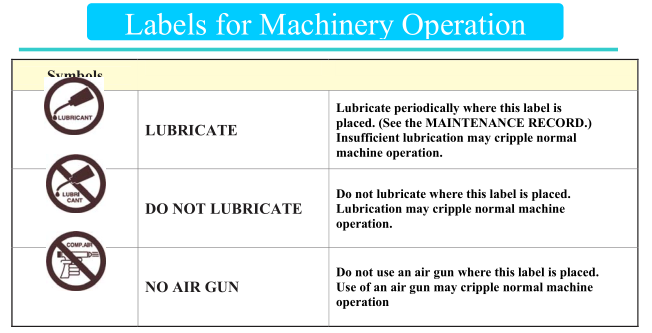 Labels for Machinery Operation
Symbols
LUBRICANT
LUBRICATE
Lubricate periodically where this label is
placed. (See the MAINTENANCE RECORD.)
Insufficient lubrication may cripple normal
machine operation.
LUBRI
CANT
DO NOT LUBRICATE
Do not lubricate where this label is placed.
Lubrication may cripple normal machine
operation.
COMP.AIR
NO AIR GUN
Do not use an air gun where this label is placed.
Use of an air gun may cripple normal machine
operation